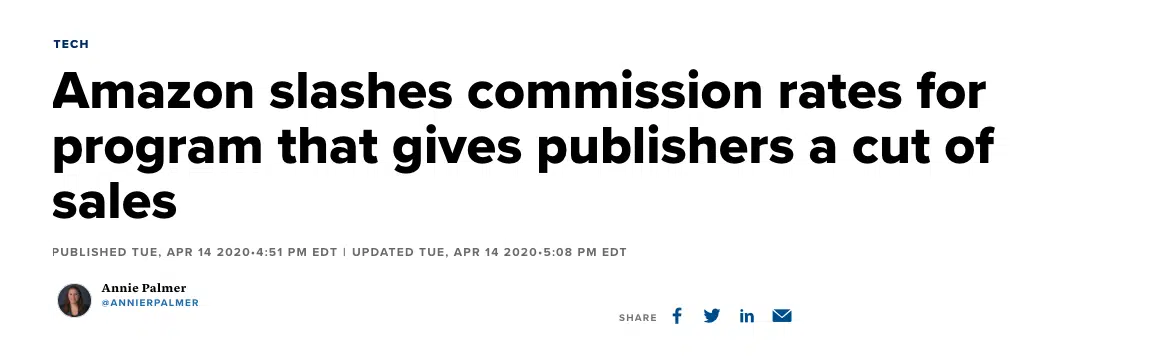 TECH
Amazon slashes commission rates for
program that gives publishers a cut of
sales
PUBLISHED TUE, APR 14 2020•4:51 PM EDT | UPDATED TUE, APR 14 2020•5:08 PM EDT
Annie Palmer
@ANNIERPALMER
SHARE